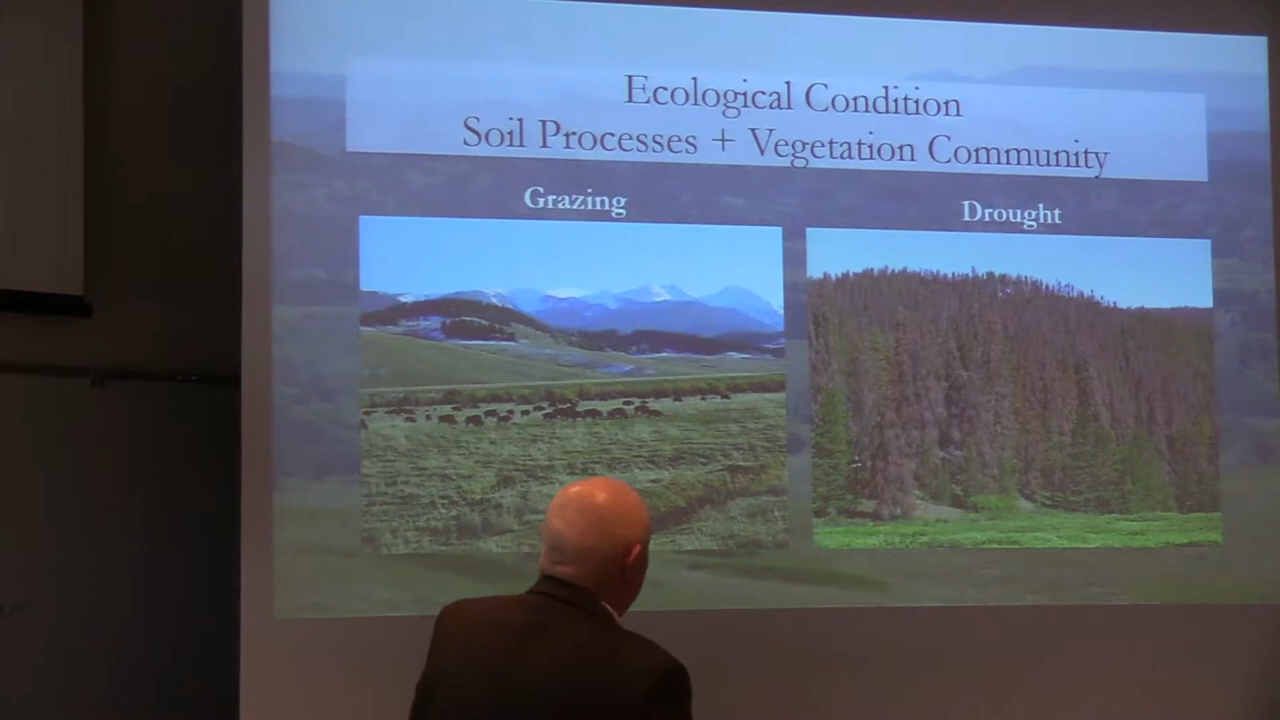 Ecological Condition
Soil Processes + Vegetation Community
Grazing
Drought